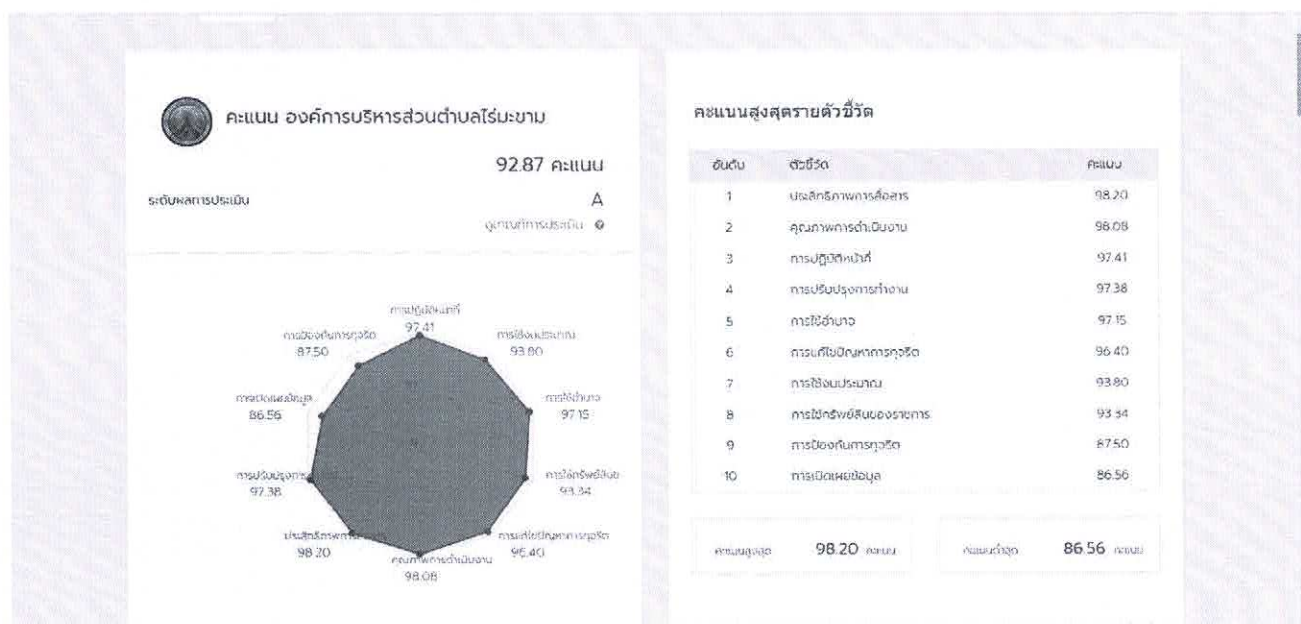 คะแนน องค์การบริหารส่วนตำบลไร่มะขาม
92.87 คะแนน
ระดับผลการประเมิน A
ดูเกณฑ์การประเมิน
การปฏิบัติหน้าที่
97.41
การป้องกันการทุจริต
87.50
การใช้งบประมาณ
93.80
การเปิดเผยข้อมูล
86.56
การใช้อำนาจ
97.15
การปรับปรุงการ
97.38
การใช้ทรัพย์สินข
93.34
ประสิทธิภาพการ
98.20
การแก้ไขปัญหาการทุจริต
96.40
คุณภาพการดำเนินงาน
98.08
คะแนนสูงสุดรายตัวชี้วัด
อันดับ ตัวชี้วัด คะแนน
1 ประสิทธิภาพการสื่อสาร 98.20
2 คุณภาพการดำเนินงาน 98.08
3 การปฏิบัติหน้าที่ 97.41
4 การปรับปรุงการทำงาน 97.38
5 การใช้อำนาจ 97.15
6 การแก้ไขปัญหาการทุจริต 96.40
7 การใช้งบประมาณ 93.80
8 การใช้ทรัพย์สินของราชการ 93.34
9 การป้องกันการทุจริต 87.50
10 การเปิดเผยข้อมูล 86.56
คะแนนสูงสุด 98.20 คะแนน
คะแนนต่ำสุด 86.56 คะแนน